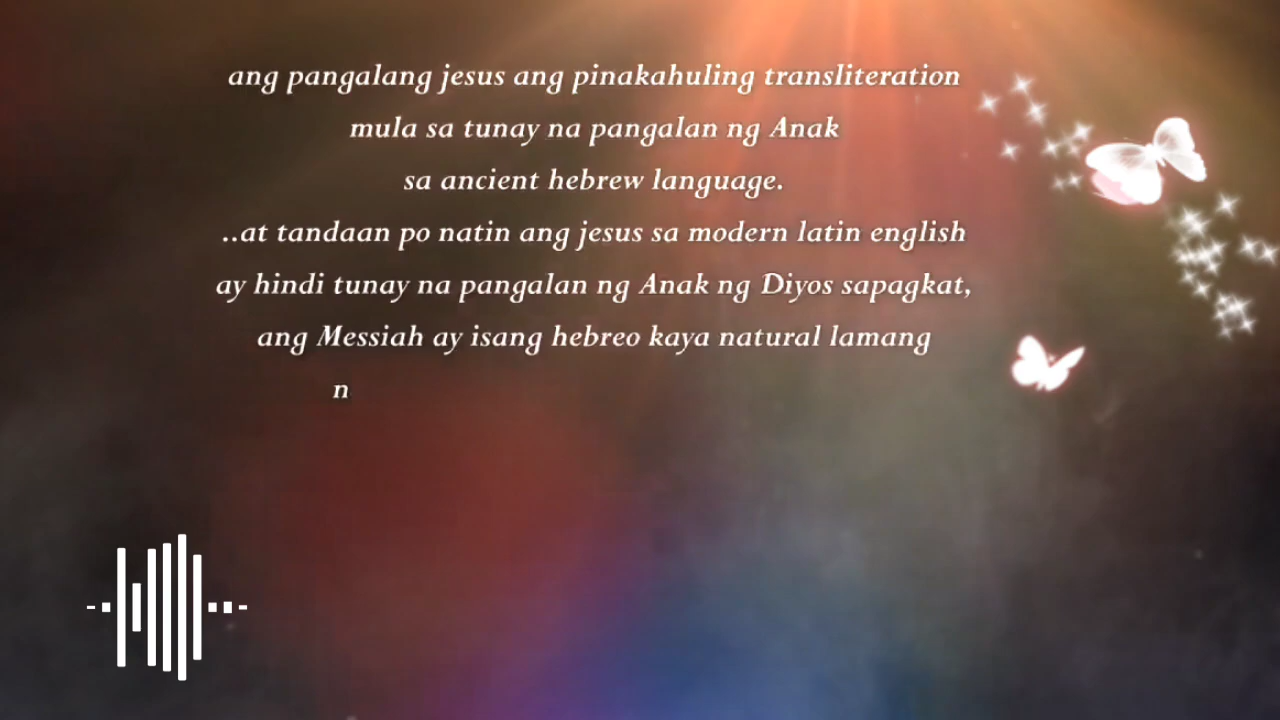 ang pangalang jesus ang pinakahuling transliteration
mula sa tunay na pangalan ng Anak
sa ancient hebrew language.
..at tandaan po natin ang jesus sa modern latin english
ay hindi tunay na pangalan ng Anak ng Diyos sapagkat,
ang Messiah ay isang hebreo kaya natural lamang
n